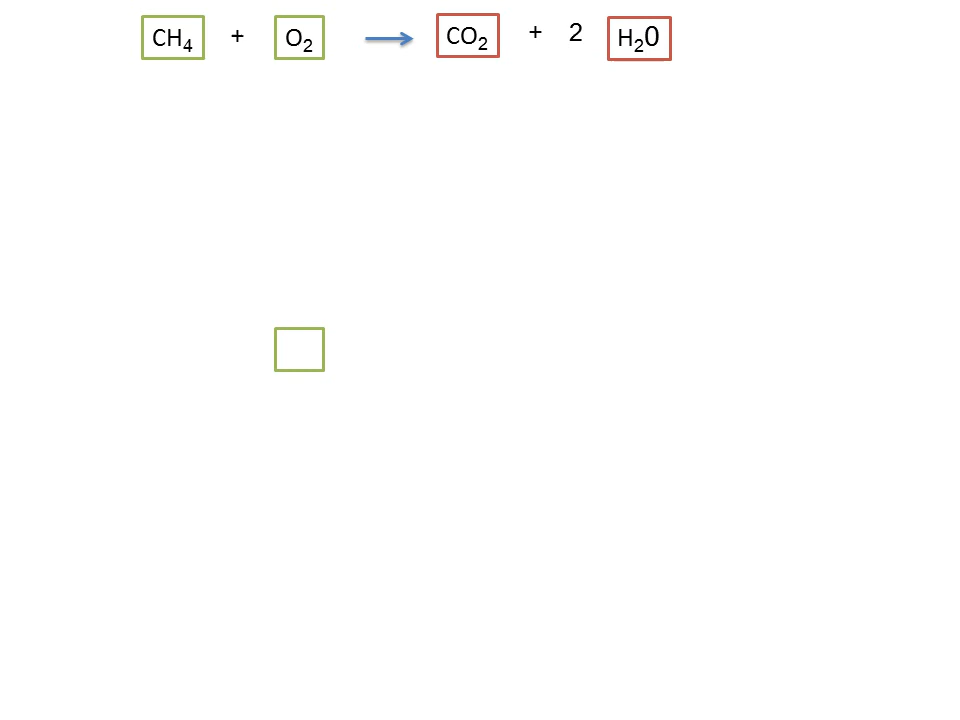 CH₄ + O₂ → CO₂ + 2 H₂0